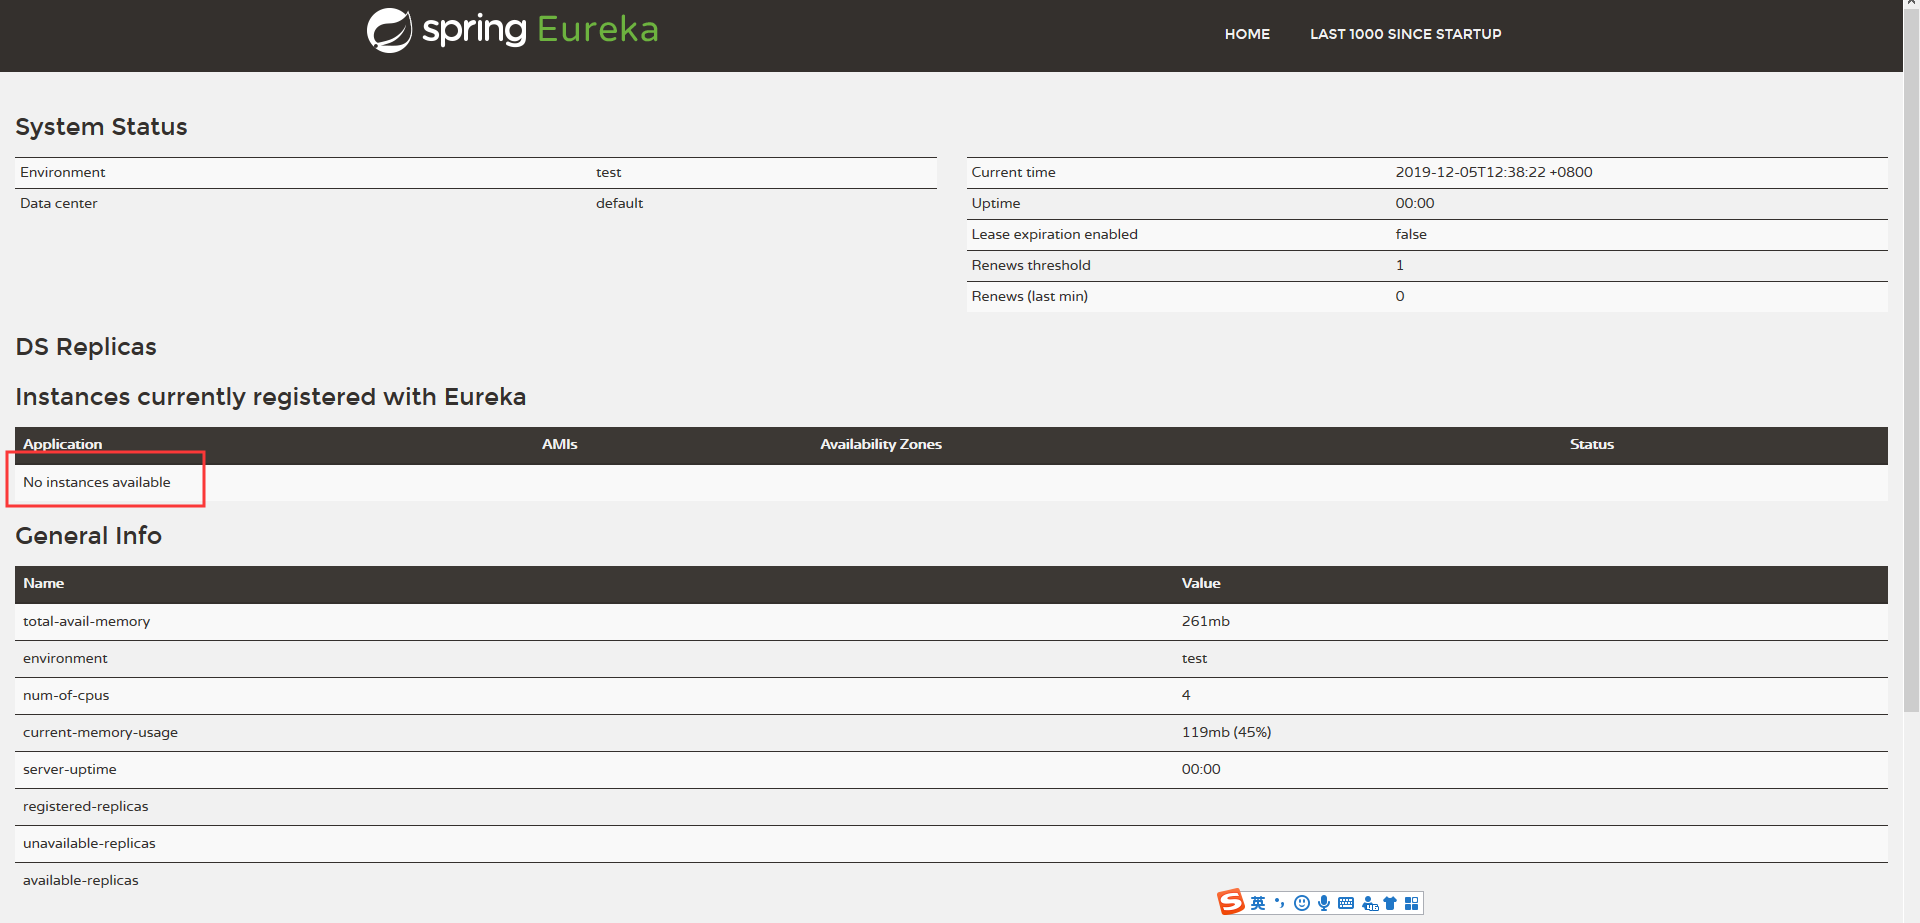 spring Eureka
HOME LAST 1000 SINCE STARTUP
System Status
Environment test
Data center default
Current time 2019-12-05T12:38:22 +0800
Uptime 00:00
Lease expiration enabled false
Renews threshold 1
Renews (last min) 0
DS Replicas
Instances currently registered with Eureka
Application AMIs Availability Zones Status
No instances available
General Info
Name Value
total-avail-memory 261mb
environment test
num-of-cpus 4
current-memory-usage 119mb (45%)
server-uptime 00:00
registered-replicas
unavailable-replicas
available-replicas
S 英